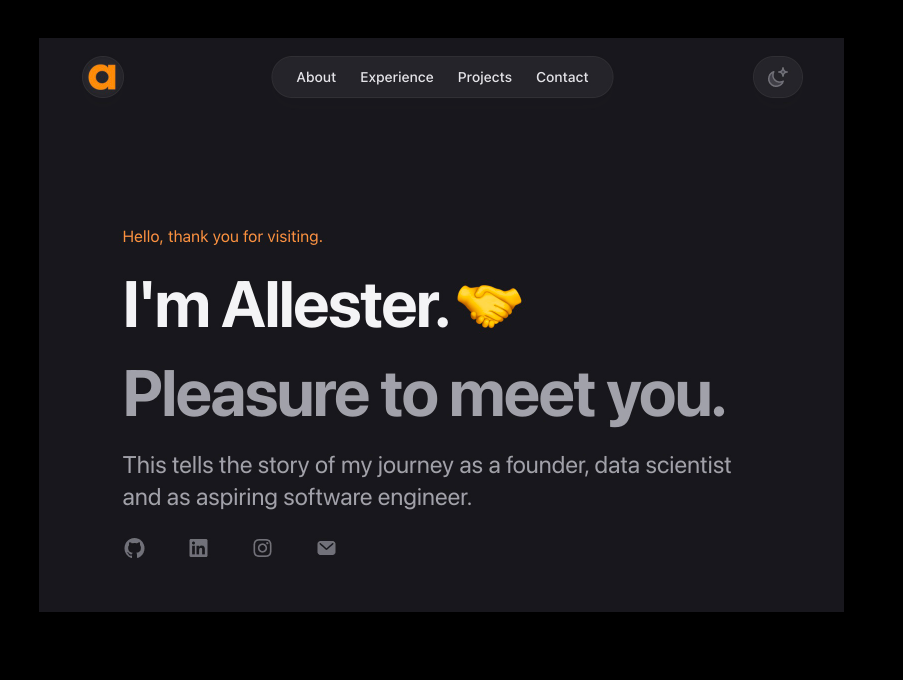 a
About Experience Projects Contact
Hello, thank you for visiting.
I'm Allester.
Pleasure to meet you.
This tells the story of my journey as a founder, data scientist
and as aspiring software engineer.
in